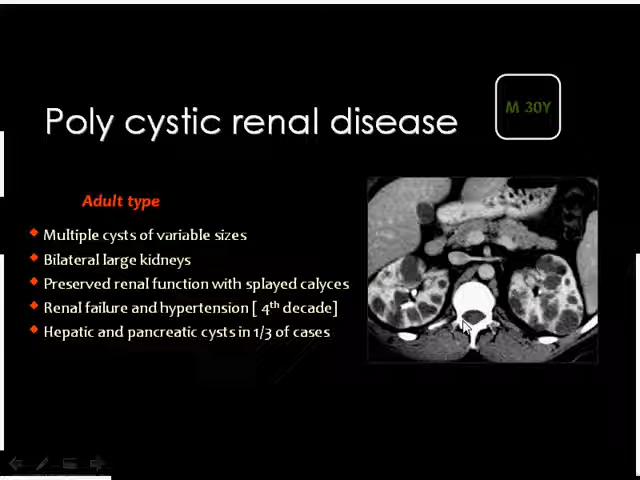 M 30Y
Poly cystic renal disease
Adult type
Multiple cysts of variable sizes
Bilateral large kidneys
Preserved renal function with splayed calyces
Renal failure and hypertension [ 4th decade]
Hepatic and pancreatic cysts in 1/3 of cases